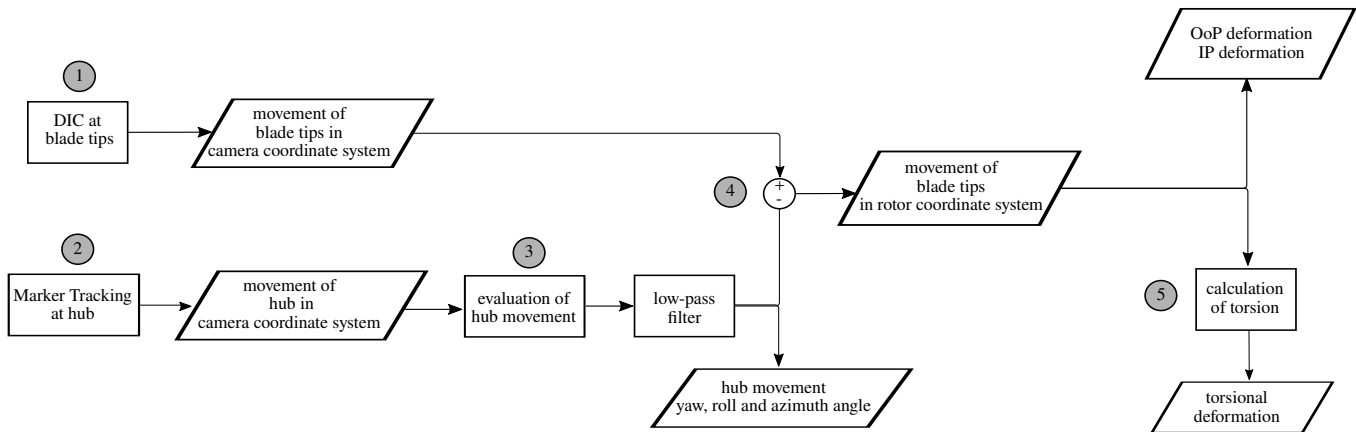 OoP deformation
IP deformation
1
DIC at
blade tips
movement of
blade tips in
camera coordinate system
4
+
-
movement of
blade tips
in rotor coordinate system
2
Marker Tracking
at hub
movement of
hub in
camera coordinate system
3
evaluation of
hub movement
low-pass
filter
5
calculation
of torsion
hub movement
yaw, roll and azimuth angle
torsional
deformation